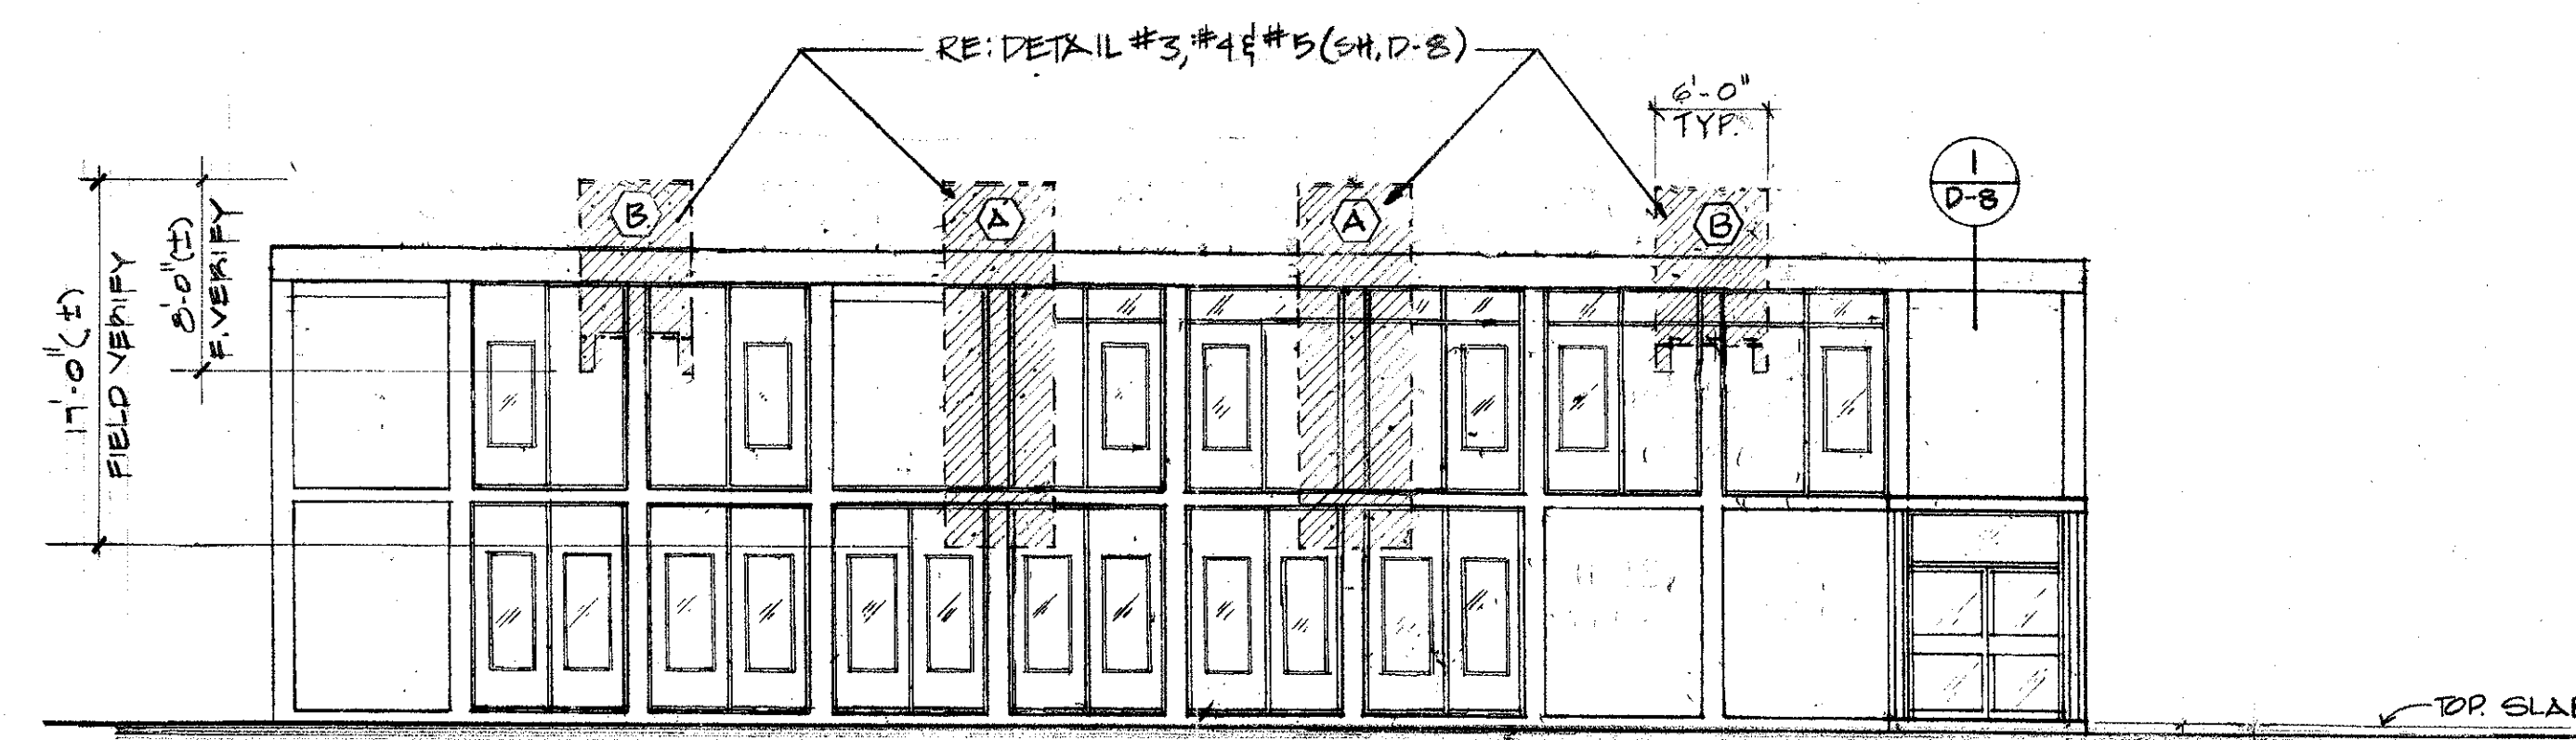 RE: DETAIL #3, #4 & #5 (SH. D-8)
6'-0"
TYP.
1
D-8
B
A
A
B
17'-0" (±)
FIELD VERIFY
8'-0" (±)
F. VERIFY
TOP. SLAB